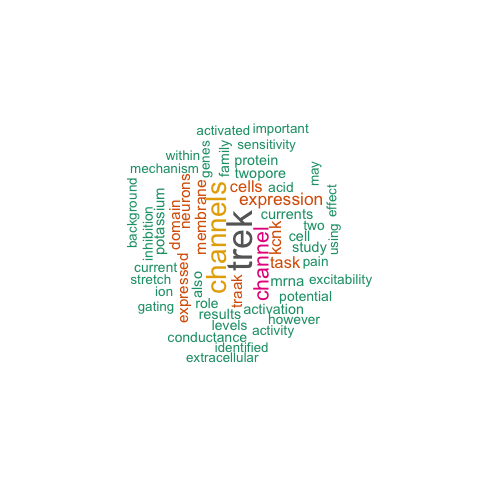 activated important
sensitivity
within
genes
family
protein
mechanism
twopore
may
background
potassium
neurons
membrane
cells
acid
effect
expression
inhibition
domain
channels
trek
currents
channel
kcnk
two
cell
using
study
current
stretch
ion
gating
expressed
also
traak
task
pain
mrna
excitability
role
potential
results
activation
levels
however
activity
conductance
identified
extracellular